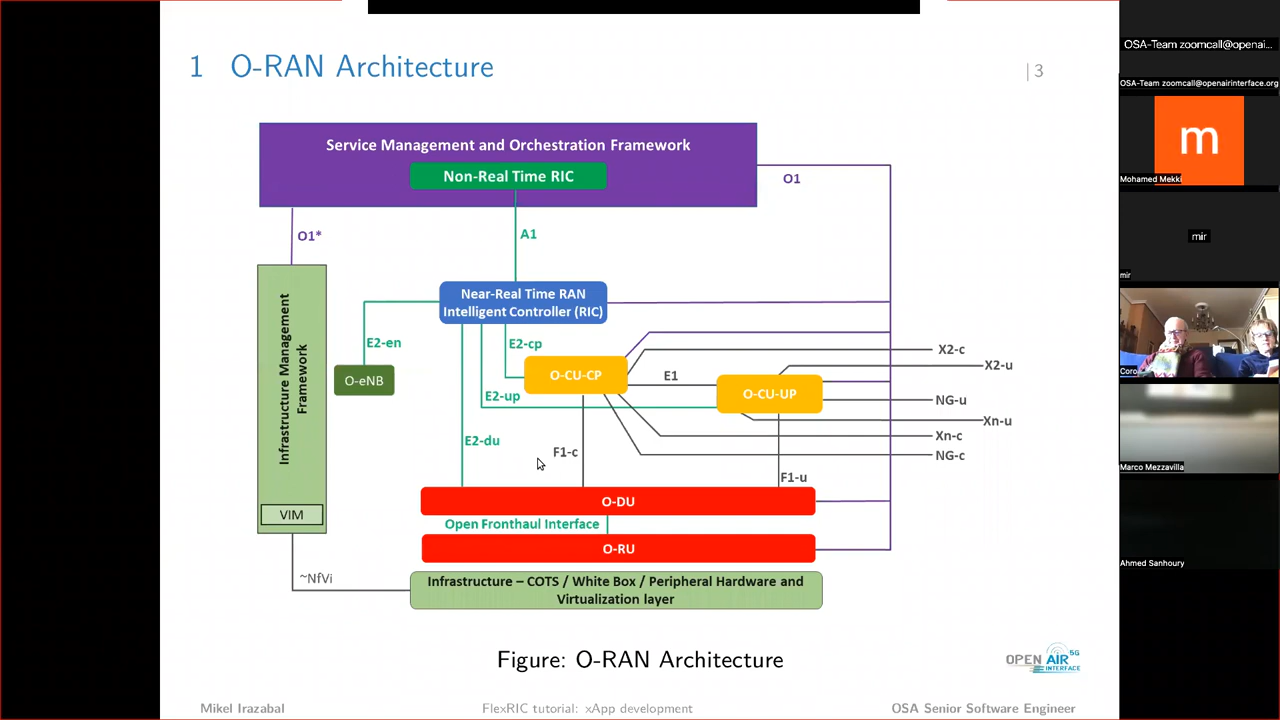 1 O-RAN Architecture
| 3
Service Management and Orchestration Framework
Non-Real Time RIC
O1
O1*
A1
Near-Real Time RAN
Intelligent Controller (RIC)
Infrastructure Management
Framework
E2-en
E2-cp
O-eNB
O-CU-CP
E1
O-CU-UP
X2-c
X2-u
E2-up
NG-u
Xn-u
Xn-c
E2-du
F1-c
NG-c
F1-u
O-DU
VIM
Open Fronthaul Interface
O-RU
~NfVi
Infrastructure – COTS / White Box / Peripheral Hardware and
Virtualization layer
Figure: O-RAN Architecture
OPEN AIR 5G
INTERFACE
Mikel Irazabal
FlexRIC tutorial: xApp development
OSA Senior Software Engineer
OSA-Team zoomcall@openai...
OSA-Team zoomcall@openairinterface.org
m
Mohamed Mekki
mir
mir
Coro
Marco Mezzavilla
Ahmed Sanhoury